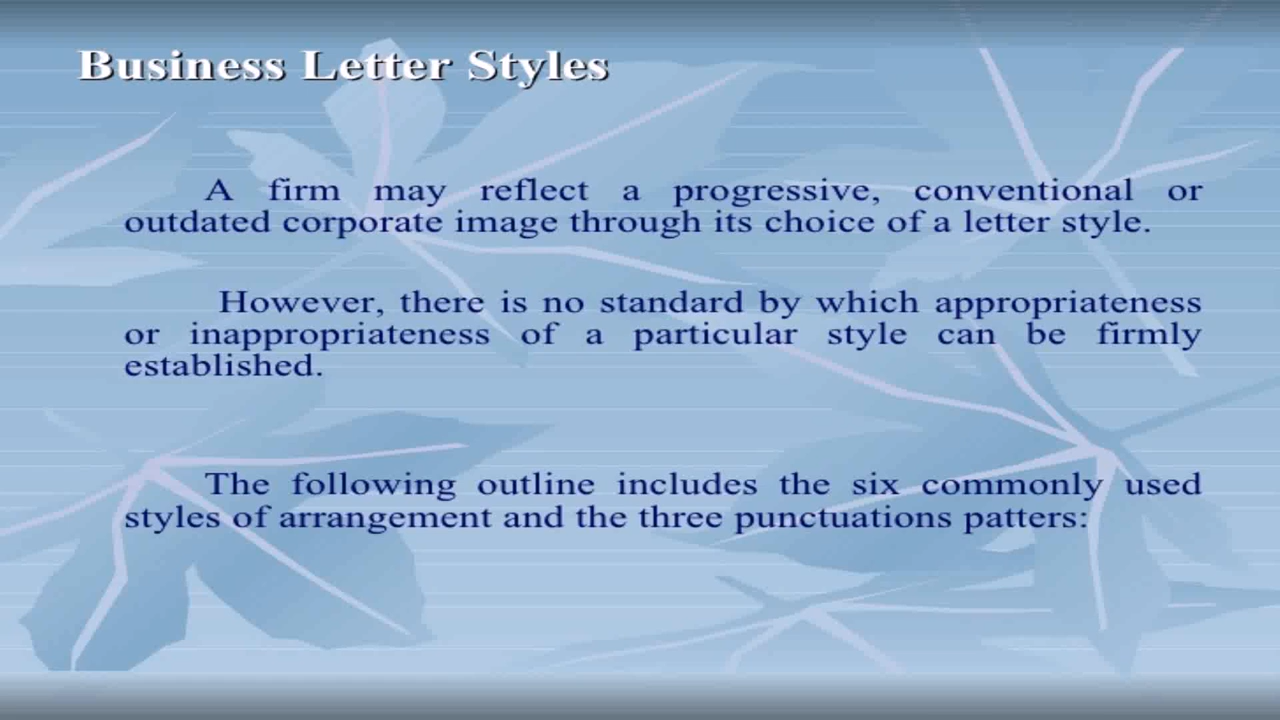 Business Letter Styles
A firm may reflect a progressive, conventional or
outdated corporate image through its choice of a letter style.
However, there is no standard by which appropriateness
or inappropriateness of a particular style can be firmly
established.
The following outline includes the six commonly used
styles of arrangement and the three punctuations patters: